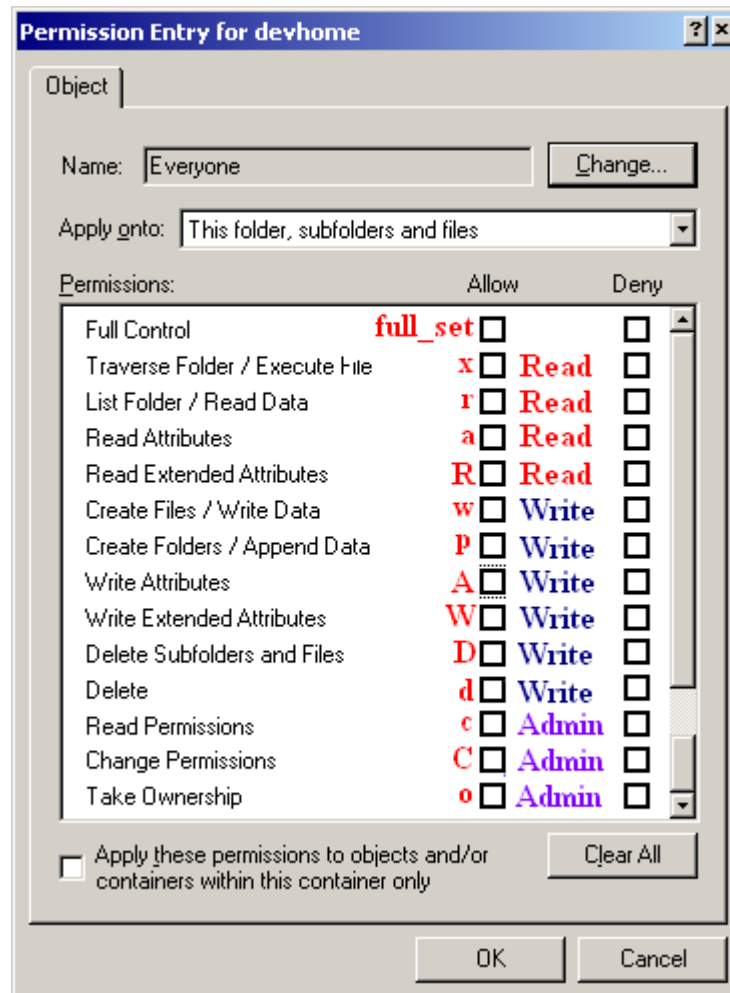 Permission Entry for devhome
Object
Name: Everyone Change...
Apply onto: This folder, subfolders and files
Permissions: Allow Deny
Full Control full_set
Traverse Folder / Execute File x Read
List Folder / Read Data r Read
Read Attributes a Read
Read Extended Attributes R Read
Create Files / Write Data w Write
Create Folders / Append Data p Write
Write Attributes A Write
Write Extended Attributes W Write
Delete Subfolders and Files D Write
Delete d Write
Read Permissions c Admin
Change Permissions C Admin
Take Ownership o Admin
Apply these permissions to objects and/or Clear All
containers within this container only
OK Cancel